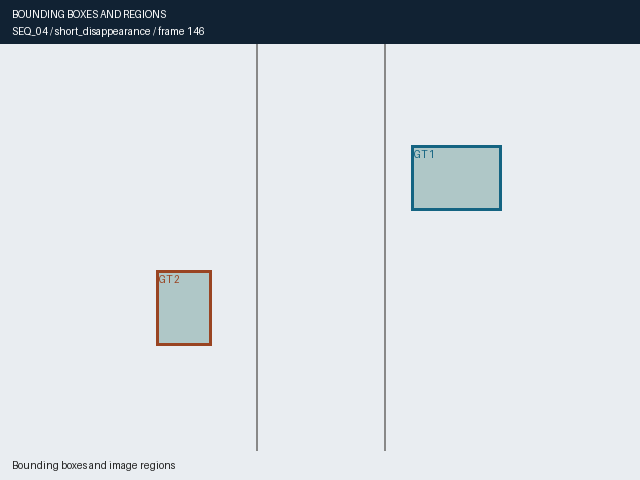 BOUNDING BOXES AND REGIONS
SEQ_04 / short_disappearance / frame 146
GT1
GT2
Bounding boxes and image regions